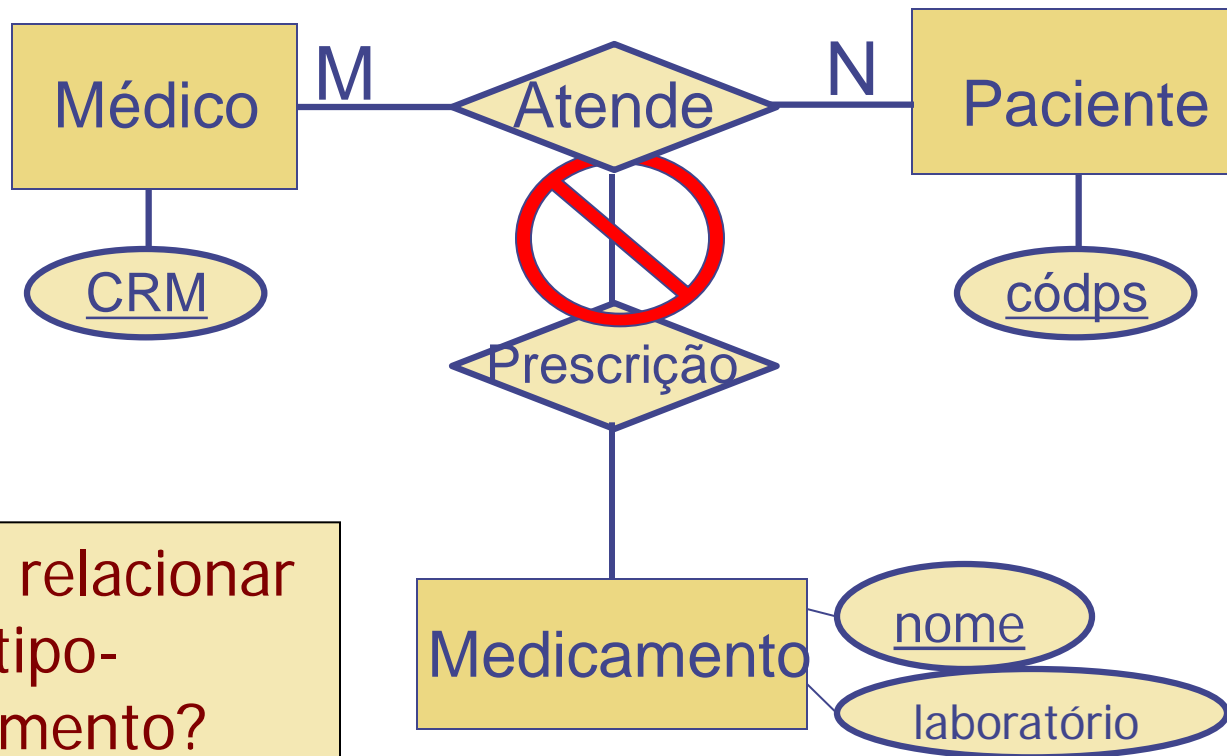 Médico
M
Atende
N
Paciente
CRM
códps
Prescrição
relacionar
tipo-
mento?
Medicamento
nome
laboratório